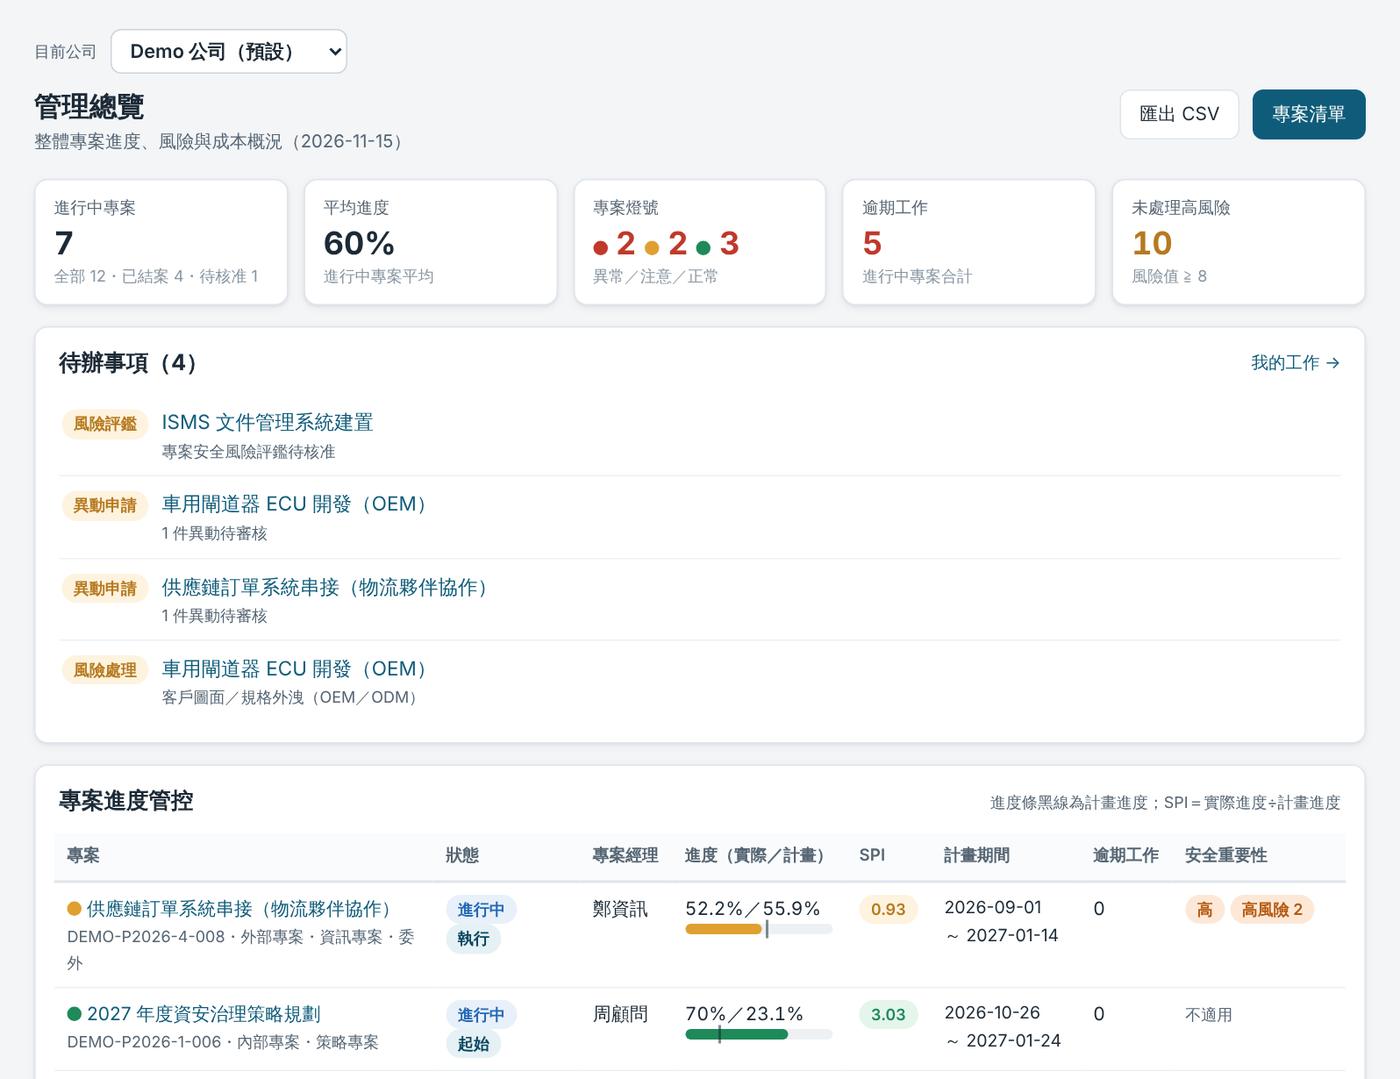 目前公司 Demo 公司（預設）
管理總覽
整體專案進度、風險與成本概況（2026-11-15）
匯出 CSV
專案清單
進行中專案
7
全部 12・已結案 4・待核准 1
平均進度
60%
進行中專案平均
專案燈號
2 2 3
異常／注意／正常
逾期工作
5
進行中專案合計
未處理高風險
10
風險值 ≧ 8
待辦事項（4）
我的工作 →
風險評鑑 ISMS 文件管理系統建置
專案安全風險評鑑待核准
異動申請 車用閘道器 ECU 開發（OEM）
1 件異動待審核
異動申請 供應鏈訂單系統串接（物流夥伴協作）
1 件異動待審核
風險處理 車用閘道器 ECU 開發（OEM）
客戶圖面／規格外洩（OEM／ODM）
專案進度管控
進度條黑線為計畫進度；SPI＝實際進度÷計畫進度
專案 狀態 專案經理 進度（實際／計畫） SPI 計畫期間 逾期工作 安全重要性
供應鏈訂單系統串接（物流夥伴協作） 進行中 鄭資訊 52.2%／55.9% 0.93 2026-09-01 0 高 高風險 2
DEMO-P2026-4-008・外部專案・資訊專案・委 執行 ～ 2027-01-14
外
2027 年度資安治理策略規劃 進行中 周顧問 70%／23.1% 3.03 2026-10-26 0 不適用
DEMO-P2026-1-006・內部專案・策略專案 起始 ～ 2027-01-24